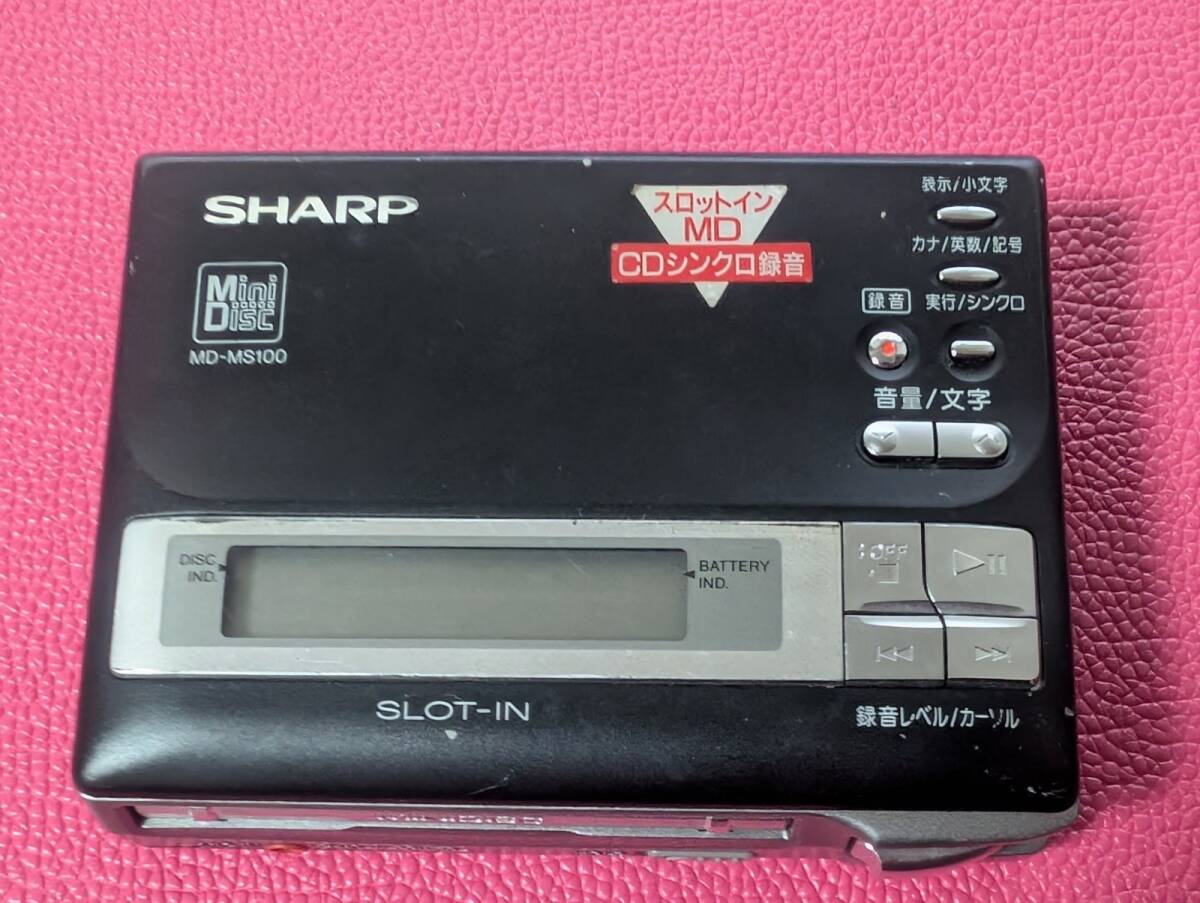 SHARP
Mini
Disc
MD-MS100
スロットイン
MD
CDシンクロ録音
表示/小文字
カナ/英数/記号
録音 実行/シンクロ
音量/文字
DISC
IND.
BATTERY
IND.
:OFF
SLOT-IN
録音レベル/カーソル